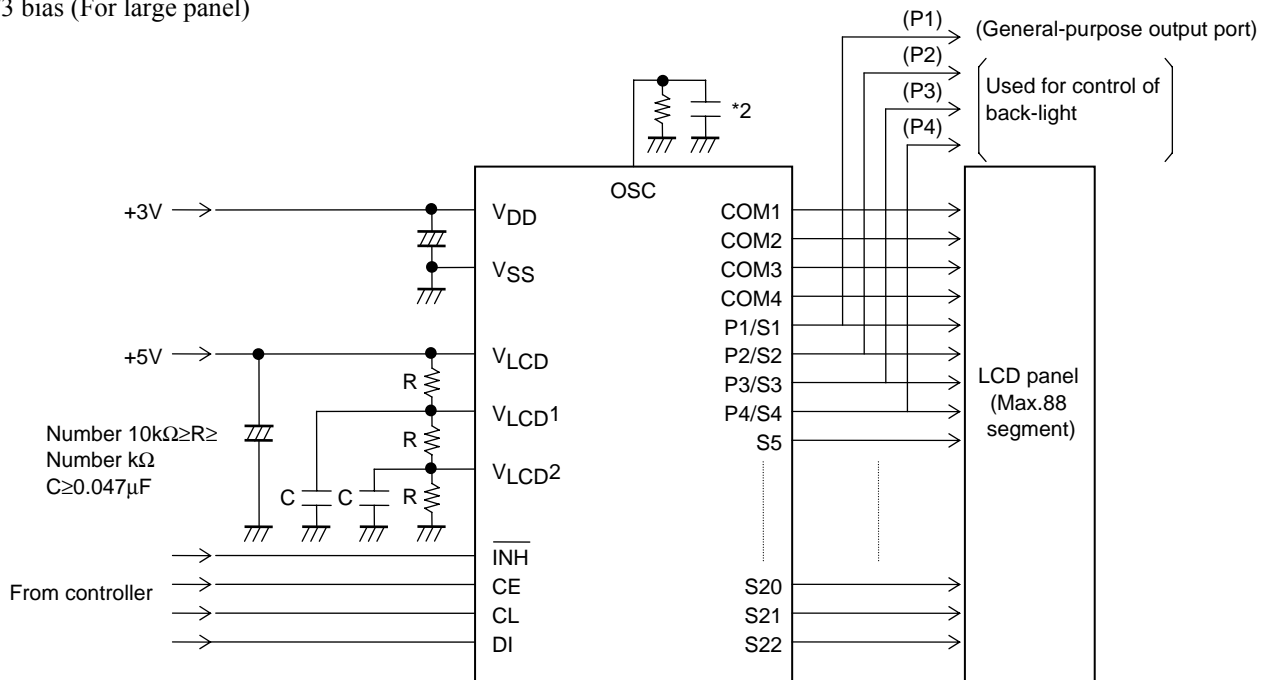 3 bias (For large panel)
(P1)
(General-purpose output port)
(P2)
(P3)
(P4)
Used for control of
back-light
*2
OSC
+3V
VDD
VSS
+5V
VLCD
R
VLCD1
R
VLCD2
R
C
C
Number 10kΩ≥R≥
Number kΩ
C≥0.047μF
INH
From controller
CE
CL
DI
COM1
COM2
COM3
COM4
P1/S1
P2/S2
P3/S3
P4/S4
S5
S20
S21
S22
LCD panel
(Max.88
segment)